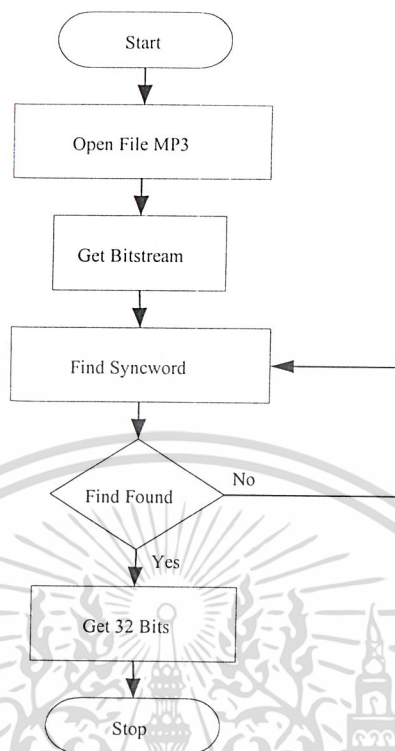 Start
Open File MP3
Get Bitstream
Find Syncword
Find Found
No
Yes
Get 32 Bits
Stop